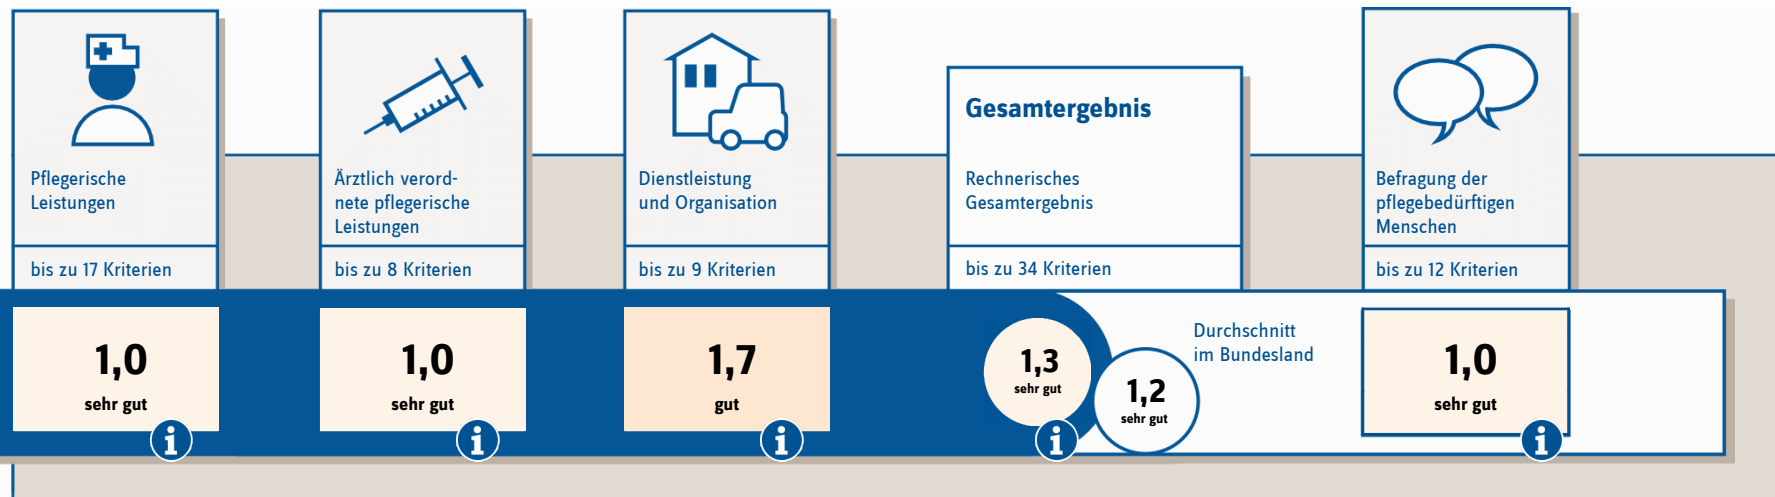 Pflegerische
Leistungen
bis zu 17 Kriterien
1,0
sehr gut
i
Ärztlich verord-
nete pflegerische
Leistungen
bis zu 8 Kriterien
1,0
sehr gut
i
Dienstleistung
und Organisation
bis zu 9 Kriterien
1,7
gut
i
Gesamtergebnis
Rechnerisches
Gesamtergebnis
bis zu 34 Kriterien
1,3
sehr gut
i
1,2
sehr gut
Durchschnitt
im Bundesland
Befragung der
pflegebedürftigen
Menschen
bis zu 12 Kriterien
1,0
sehr gut
i